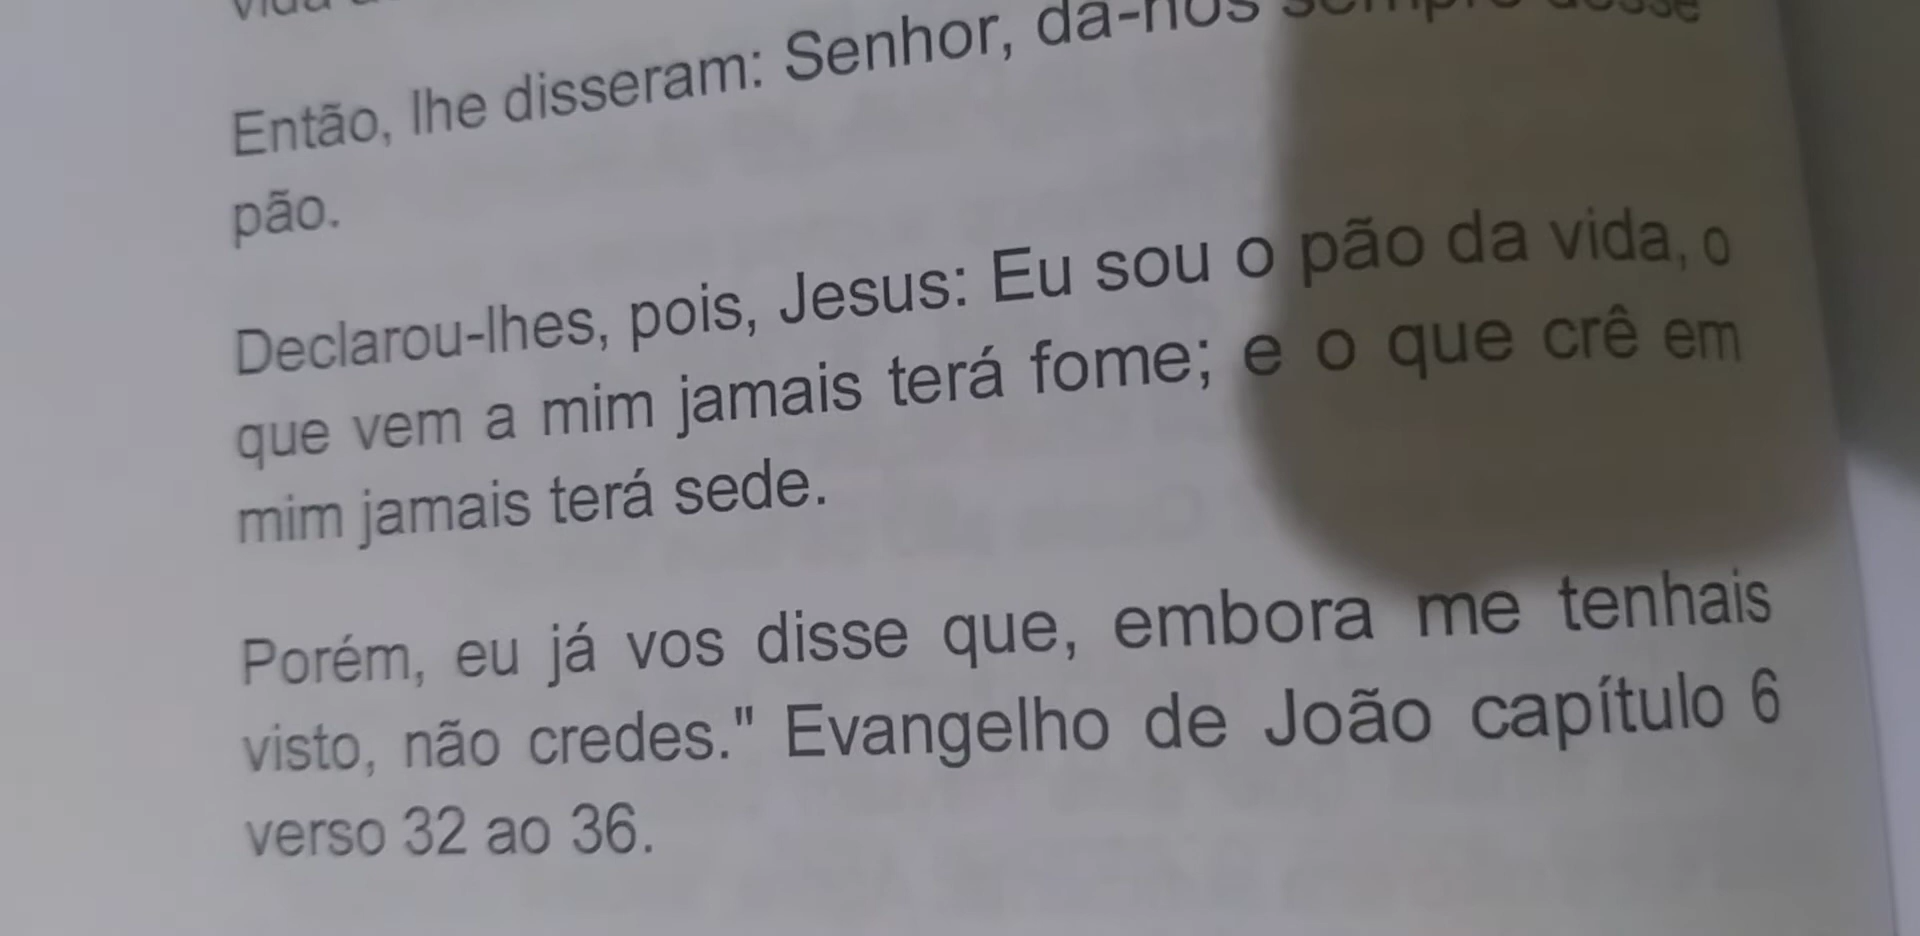 Então, lhe disseram: Senhor, dá-nos sempre desse
pão.
Declarou-lhes, pois, Jesus: Eu sou o pão da vida, o
que vem a mim jamais terá fome; e o que crê em
mim jamais terá sede.
Porém, eu já vos disse que, embora me tenhais
visto, não credes." Evangelho de João capítulo 6
verso 32 ao 36.